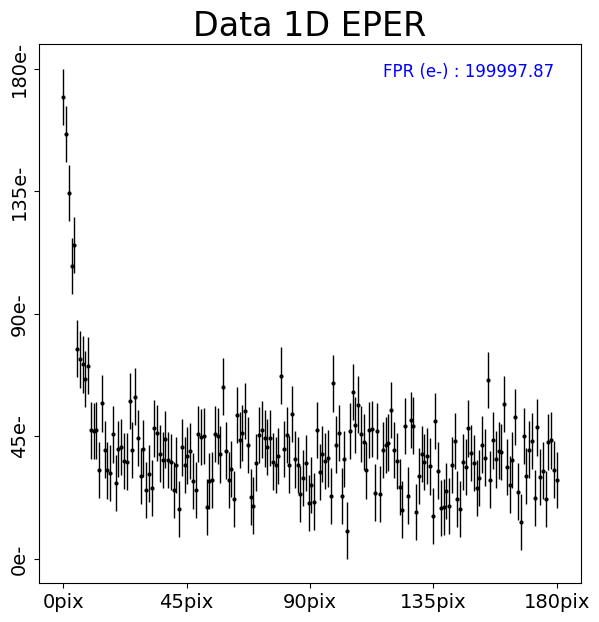 Data 1D EPER
FPR (e-) : 199997.87
180e-
135e-
90e-
45e-
0e-
0pix
45pix
90pix
135pix
180pix